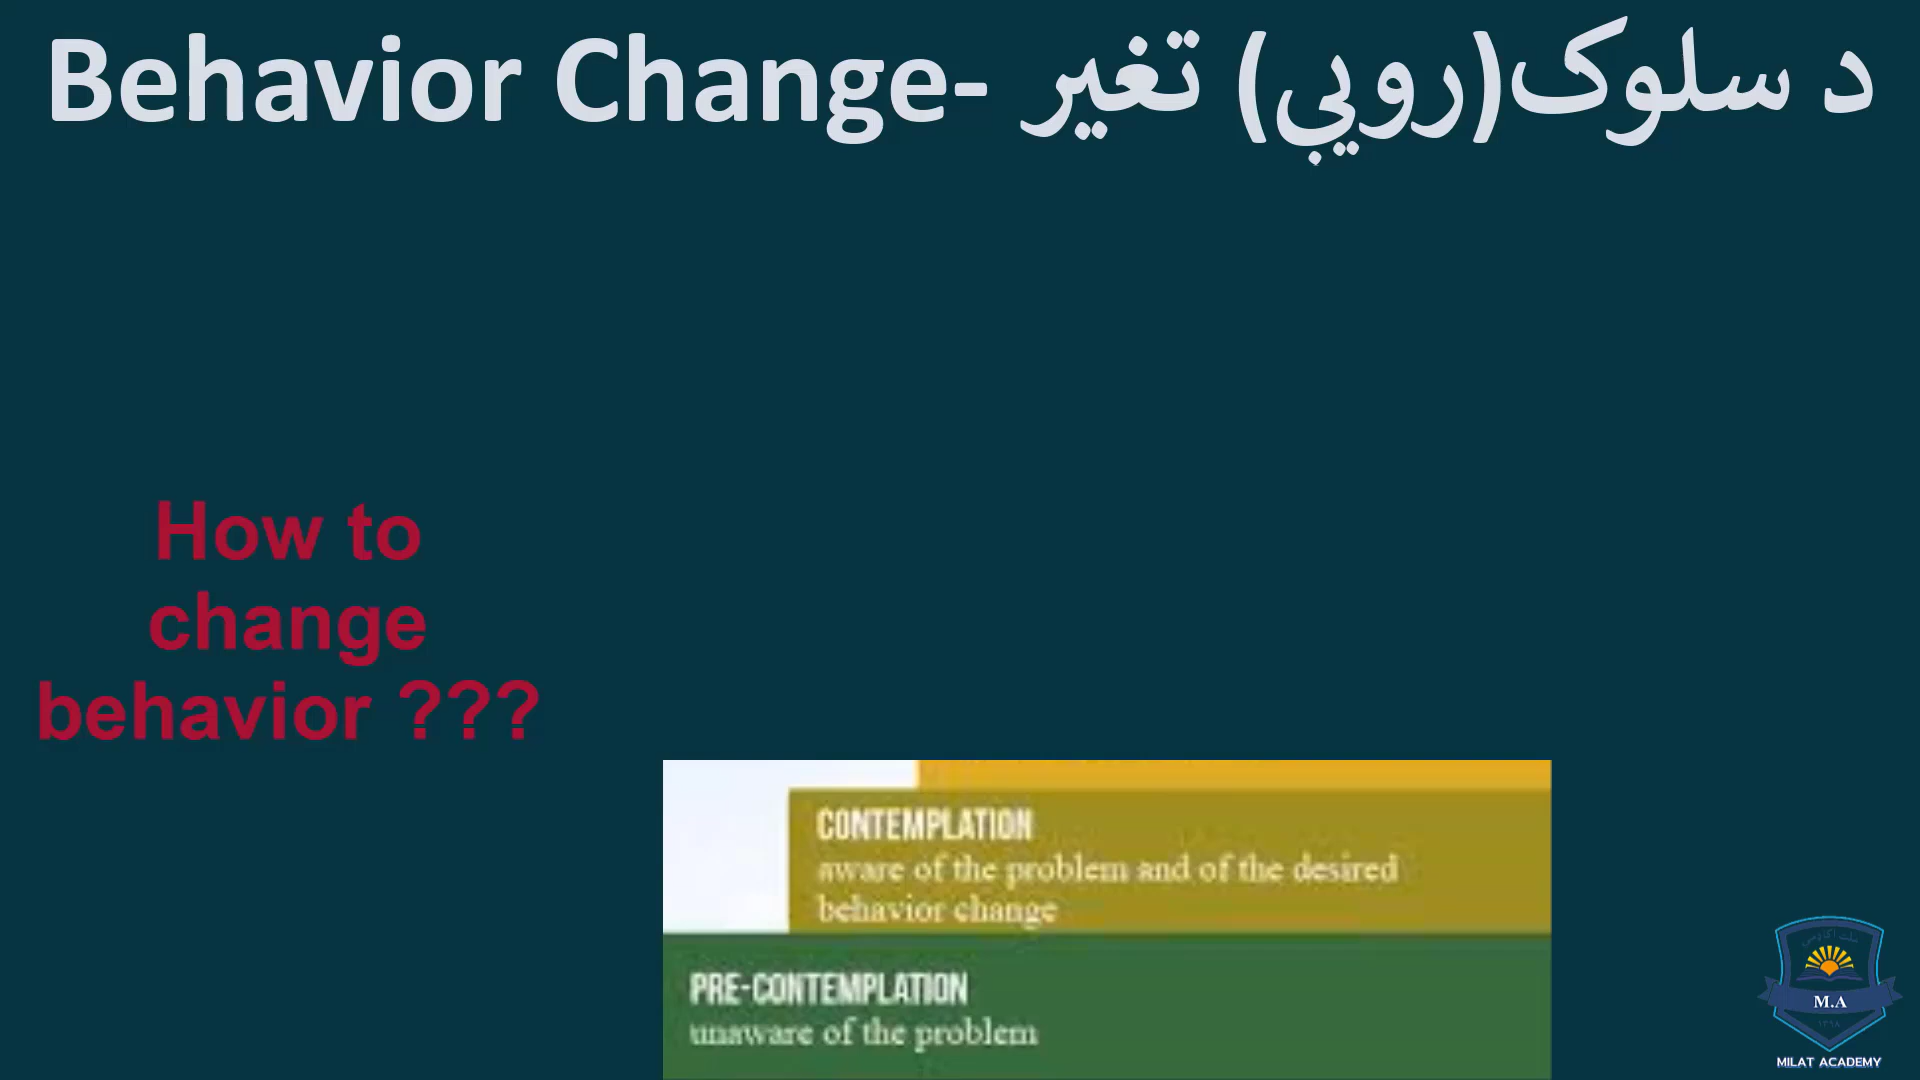 Behavior Change- د سلوک(رويې) تغير
How to
change
behavior ???
CONTEMPLATION
aware of the problem and of the desired
behavior change
PRE-CONTEMPLATION
unaware of the problem
M.A
MILAT ACADEMY